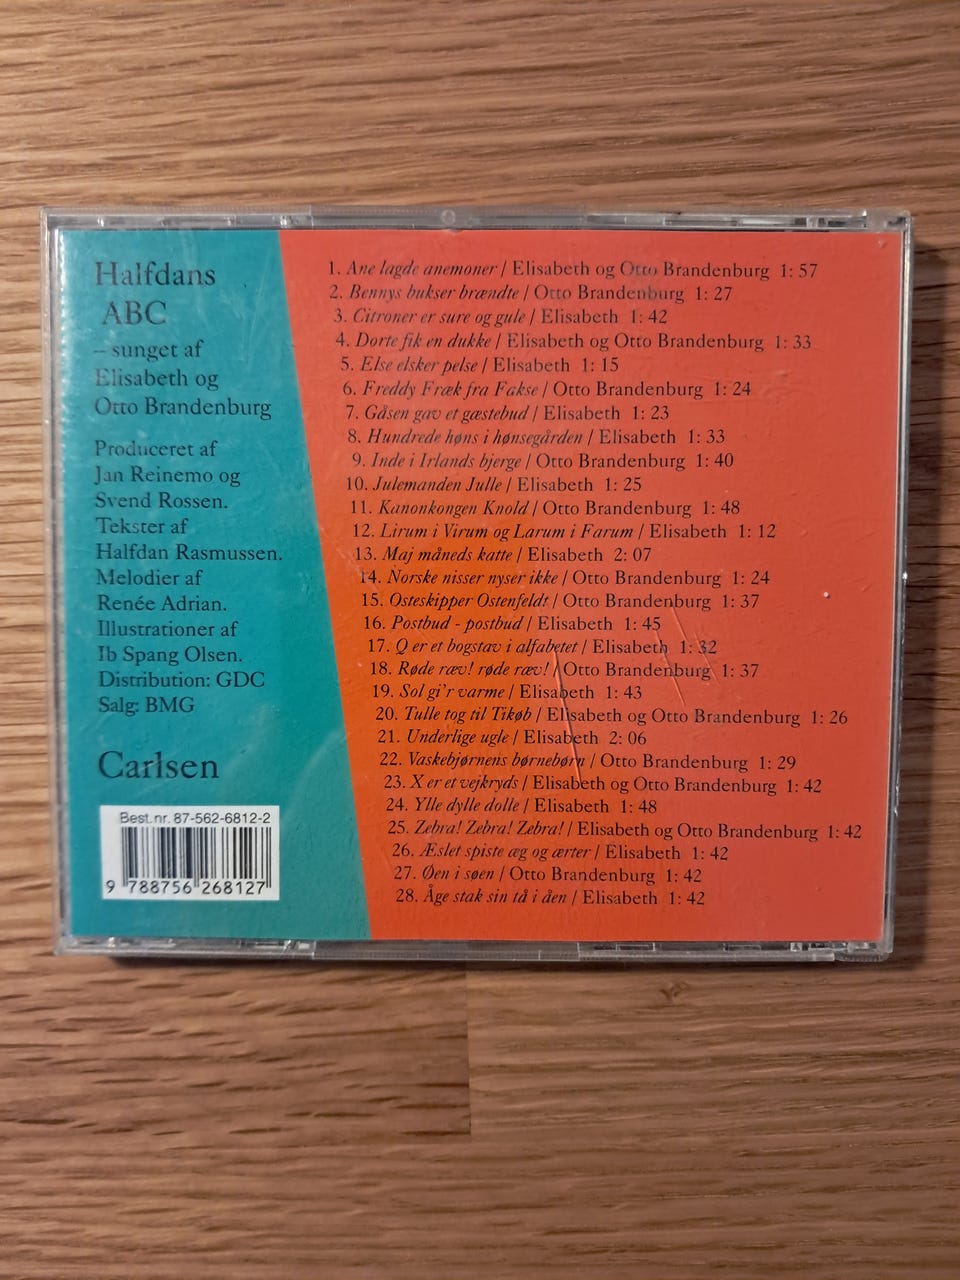 Halfdans
ABC
– sunget af
Elisabeth og
Otto Brandenburg
Produceret af
Jan Reinemo og
Svend Rossen.
Tekster af
Halfdan Rasmussen.
Melodier af
Renée Adrian.
Illustrationer af
Ib Spang Olsen.
Distribution: GDC
Salg: BMG
Carlsen
Best.nr. 87-562-6812-2
9 788756 268127
1. Ane lagde anemoner / Elisabeth og Otto Brandenburg 1: 57
2. Bennys bukser brændte / Otto Brandenburg 1: 27
3. Citroner er sure og gule / Elisabeth 1: 42
4. Dorte fik en dukke / Elisabeth og Otto Brandenburg 1: 33
5. Else elsker pelse / Elisabeth 1: 15
6. Freddy Fræk fra Fakse / Otto Brandenburg 1: 24
7. Gåsen gav et gæstebud / Elisabeth 1: 23
8. Hundrede høns i hønsegården / Elisabeth 1: 33
9. Inde i Irlands bjerge / Otto Brandenburg 1: 40
10. Julemanden Julle / Elisabeth 1: 25
11. Kanonkongen Knold / Otto Brandenburg 1: 48
12. Lirum i Virum og Larum i Farum / Elisabeth 1: 12
13. Maj måneds katte / Elisabeth 2: 07
14. Norske nisser nyser ikke / Otto Brandenburg 1: 24
15. Osteskipper Ostenfeldt / Otto Brandenburg 1: 37
16. Postbud - postbud / Elisabeth 1: 45
17. Q er et bogstav i alfabetet / Elisabeth 1: 32
18. Røde ræv! røde ræv! / Otto Brandenburg 1: 37
19. Sol gi'r varme / Elisabeth 1: 43
20. Tulle tog til Tikøb / Elisabeth og Otto Brandenburg 1: 26
21. Underlige ugle / Elisabeth 2: 06
22. Vaskebjørnens børnebørn / Otto Brandenburg 1: 29
23. X er et vejkryds / Elisabeth og Otto Brandenburg 1: 42
24. Ylle dylle dolle / Elisabeth 1: 48
25. Zebra! Zebra! Zebra! / Elisabeth og Otto Brandenburg 1: 42
26. Æslet spiste æg og ærter / Elisabeth 1: 42
27. Øen i søen / Otto Brandenburg 1: 42
28. Åge stak sin tå i åen / Elisabeth 1: 42